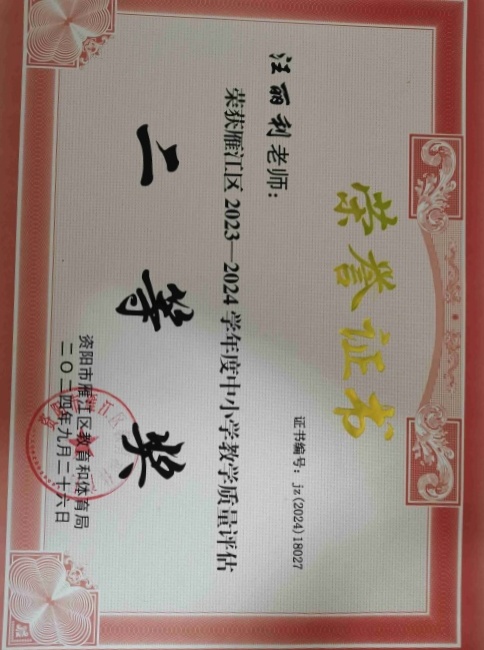 荣誉证书
证书编号：jz(2024)18027
汪丽利老师：
荣获雁江区2023—2024学年度中小学教学质量评估
二等奖
资阳市雁江区教育和体育局
二〇二四年九月二十六日